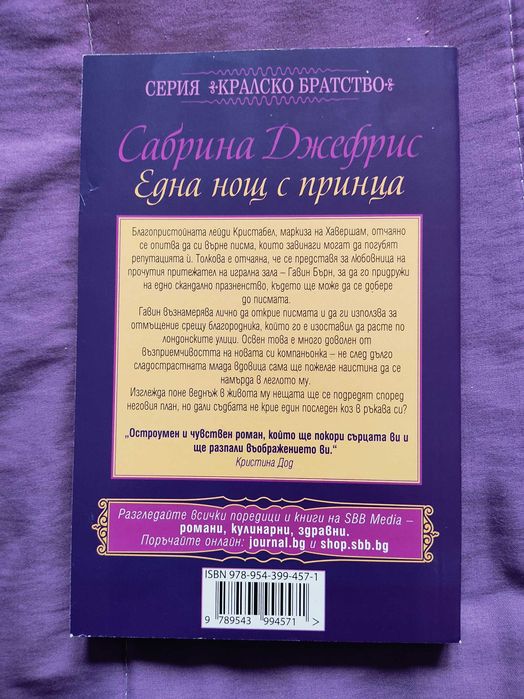 СЕРИЯ КРАЛСКО БРАТСТВО
Сабрина Джефрис
Една нощ с принца
Благопристойната лейди Кристабел, маркиза на Хавершам, отчаяно
се опитва да си върне писма, които завинаги могат да погубят
репутацията ѝ. Толкова е отчаяна, че се представя за любовница на
прочутия притежател на игрална зала – Гавин Бърн, за да го придружи
на едно скандално празненство, където ще може да се добере
до писмата.
Гавин възнамерява лично да открие писмата и да ги използва за
отмъщение срещу благородника, който го е изоставил да расте по
лондонските улици. Освен това е много доволен от
възприемчивостта на новата си компаньонка – не след дълго
сладострастната млада вдовица сама ще пожелае наистина да се
намърда в леглото му.
Изглежда поне веднъж в живота му нещата ще се подредят според
неговия план, но дали съдбата не крие един последен коз в ръкава си?
„Остроумен и чувствен роман, който ще покори сърцата ви и
ще разпали въображението ви.“
Кристина Дод
Разгледайте всички поредици и книги на SBB Media –
романи, кулинарни, здравни.
Поръчайте онлайн: journal.bg и shop.sbb.bg
ISBN 978-954-399-457-1
9 789543 994571 >